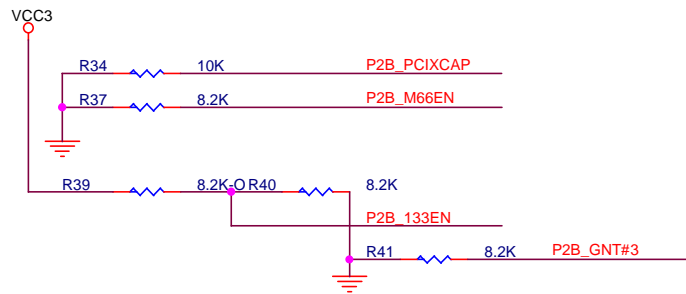 VCC3
R34 10K P2B_PCIXCAP
R37 8.2K P2B_M66EN
R39 8.2K-O R40 8.2K
P2B_133EN
R41 8.2K P2B_GNT#3